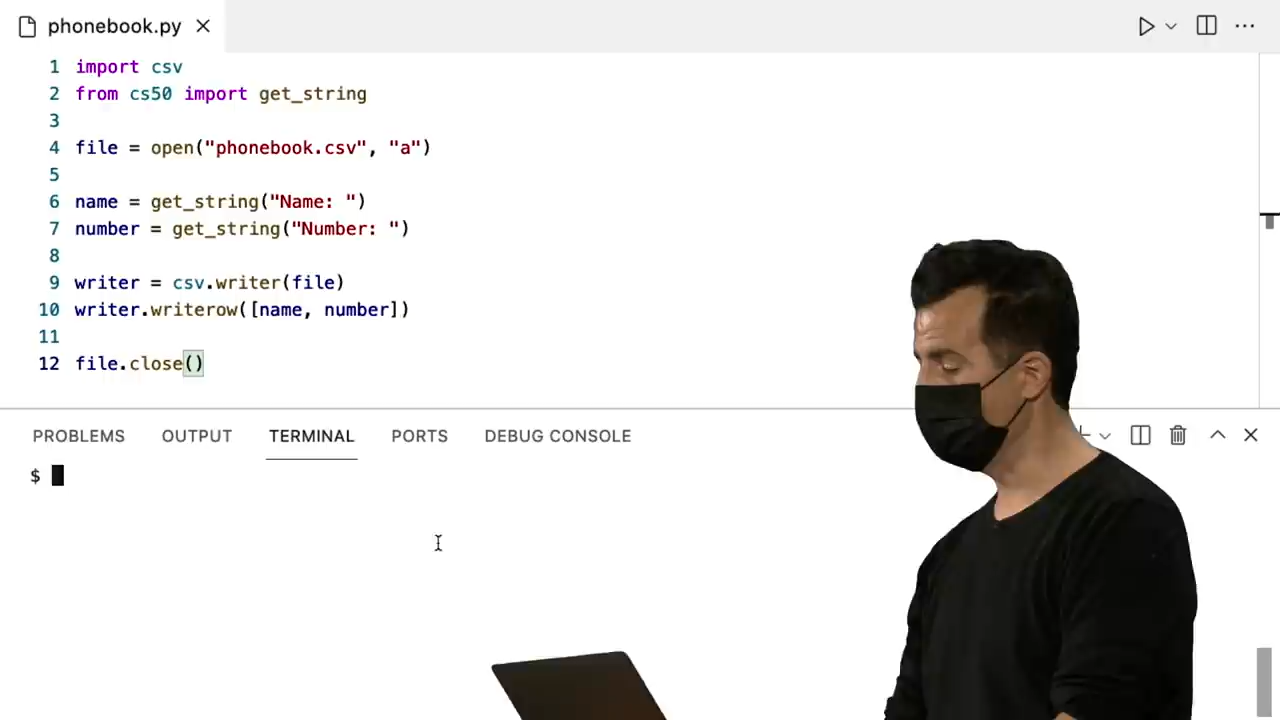 phonebook.py
1 import csv
2 from cs50 import get_string
3
4 file = open("phonebook.csv", "a")
5
6 name = get_string("Name: ")
7 number = get_string("Number: ")
8
9 writer = csv.writer(file)
10 writer.writerow([name, number])
11
12 file.close()
PROBLEMS OUTPUT TERMINAL PORTS DEBUG CONSOLE
$